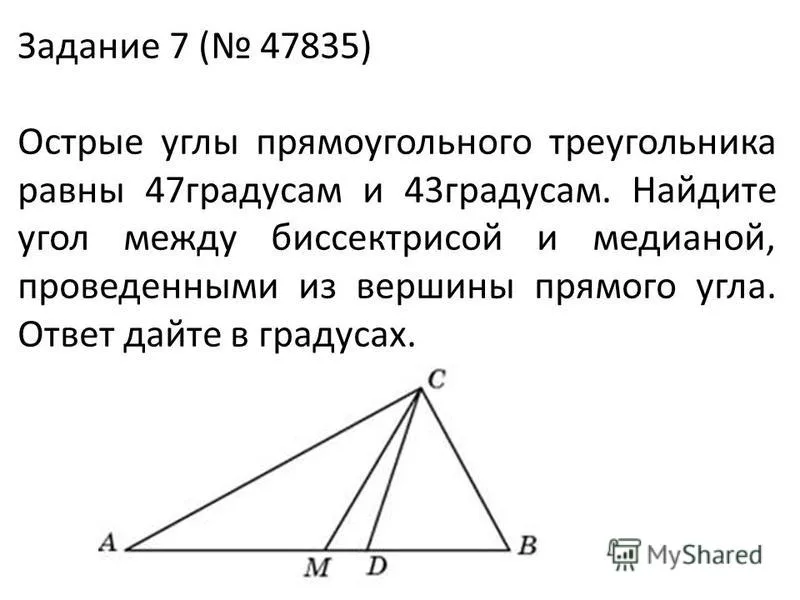 Задание 7 (№ 47835)
Острые углы прямоугольного треугольника
равны 47градусам и 43градусам. Найдите
угол между биссектрисой и медианой,
проведенными из вершины прямого угла.
Ответ дайте в градусах.
C
A
B
M D
MyShared